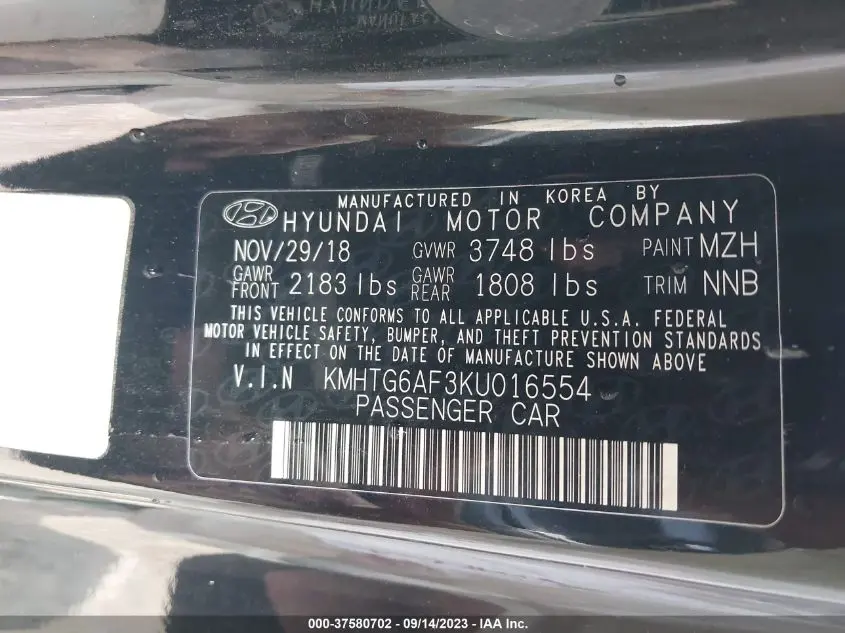 MANUFACTURED IN KOREA BY
HYUNDAI MOTOR COMPANY
NOV/29/18 GVWR 3748 lbs PAINT MZH
GAWR FRONT 2183 lbs GAWR REAR 1808 lbs TRIM NNB
THIS VEHICLE CONFORMS TO ALL APPLICABLE U.S.A. FEDERAL
MOTOR VEHICLE SAFETY, BUMPER, AND THEFT PREVENTION STANDARDS
IN EFFECT ON THE DATE OF MANUFACTURE SHOWN ABOVE
V.I.N KMHTG6AF3KU016554
PASSENGER CAR
000-37580702 - 09/14/2023 - IAA Inc.